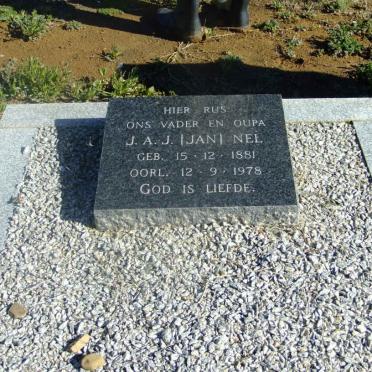 HIER RUS
ONS VADER EN OUPA
J. A. J. [JAN] NEL
GEB. 15 - 12 - 1881
OORL. 12 - 9 - 1978
GOD IS LIEFDE.